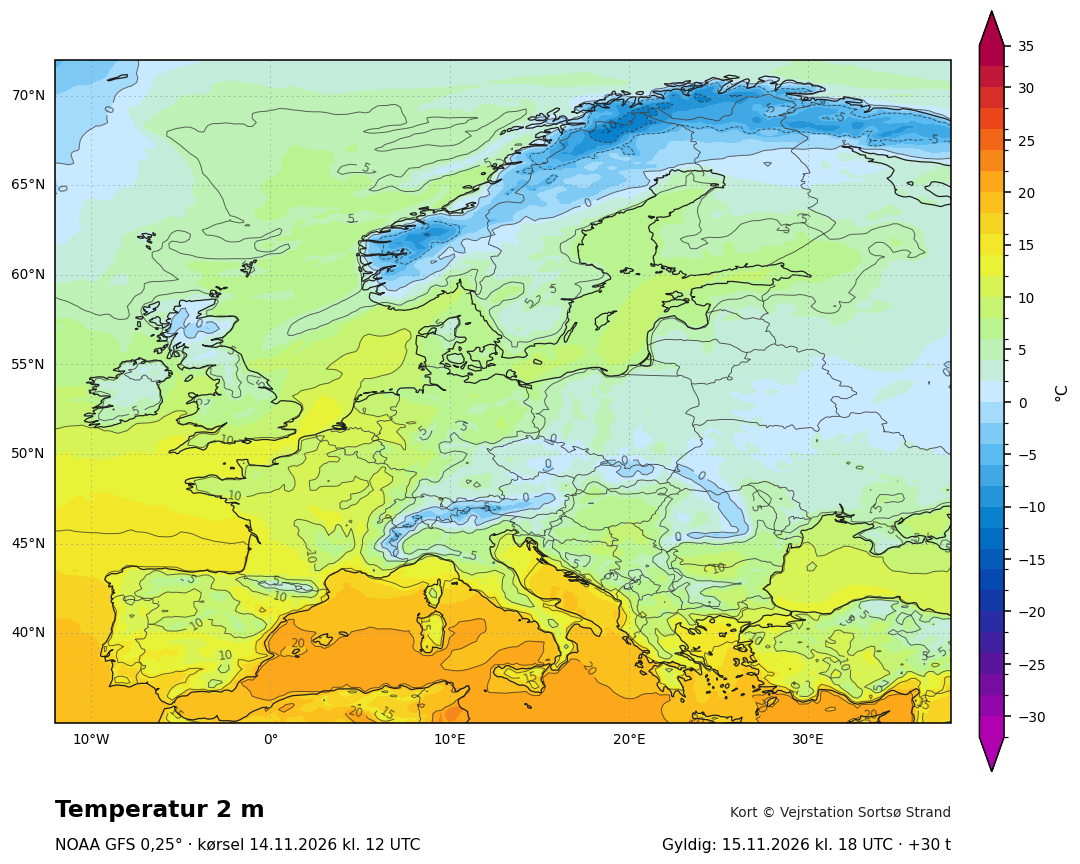 70°N
65°N
60°N
55°N
50°N
45°N
40°N
10°W 0° 10°E 20°E 30°E
35
30
25
20
15
10
5
0
−5
−10
−15
−20
−25
−30
°C
Temperatur 2 m
Kort © Vejrstation Sortsø Strand
NOAA GFS 0,25° · kørsel 14.11.2026 kl. 12 UTC
Gyldig: 15.11.2026 kl. 18 UTC · +30 t